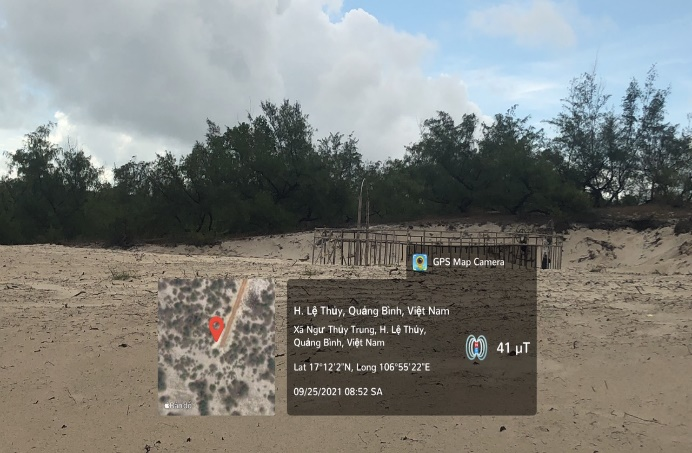 GPS Map Camera
H. Lệ Thủy, Quảng Bình, Việt Nam
Xã Ngư Thủy Trung, H. Lệ Thủy,
Quảng Bình, Việt Nam
41 µT
Lat 17°12'2"N, Long 106°55'22"E
09/25/2021 08:52 SA